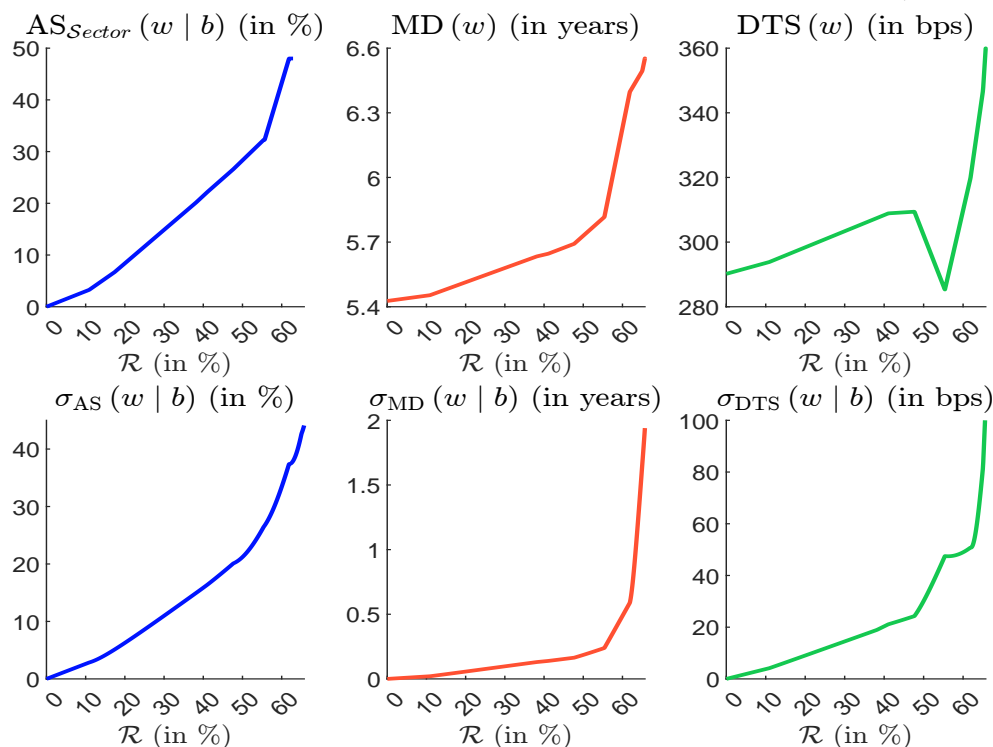 AS_Sector (w | b) (in %) MD (w) (in years) DTS (w) (in bps)
50 40 30 20 10 0
0 10 20 30 40 50 60
R (in %)
6.6 6.3 6 5.7 5.4
0 10 20 30 40 50 60
R (in %)
360 340 320 300 280
0 10 20 30 40 50 60
R (in %)
σ_AS (w | b) (in %) σ_MD (w | b) (in years) σ_DTS (w | b) (in bps)
40 30 20 10 0
0 10 20 30 40 50 60
R (in %)
2 1.5 1 0.5 0
0 10 20 30 40 50 60
R (in %)
100 80 60 40 20 0
0 10 20 30 40 50 60
R (in %)